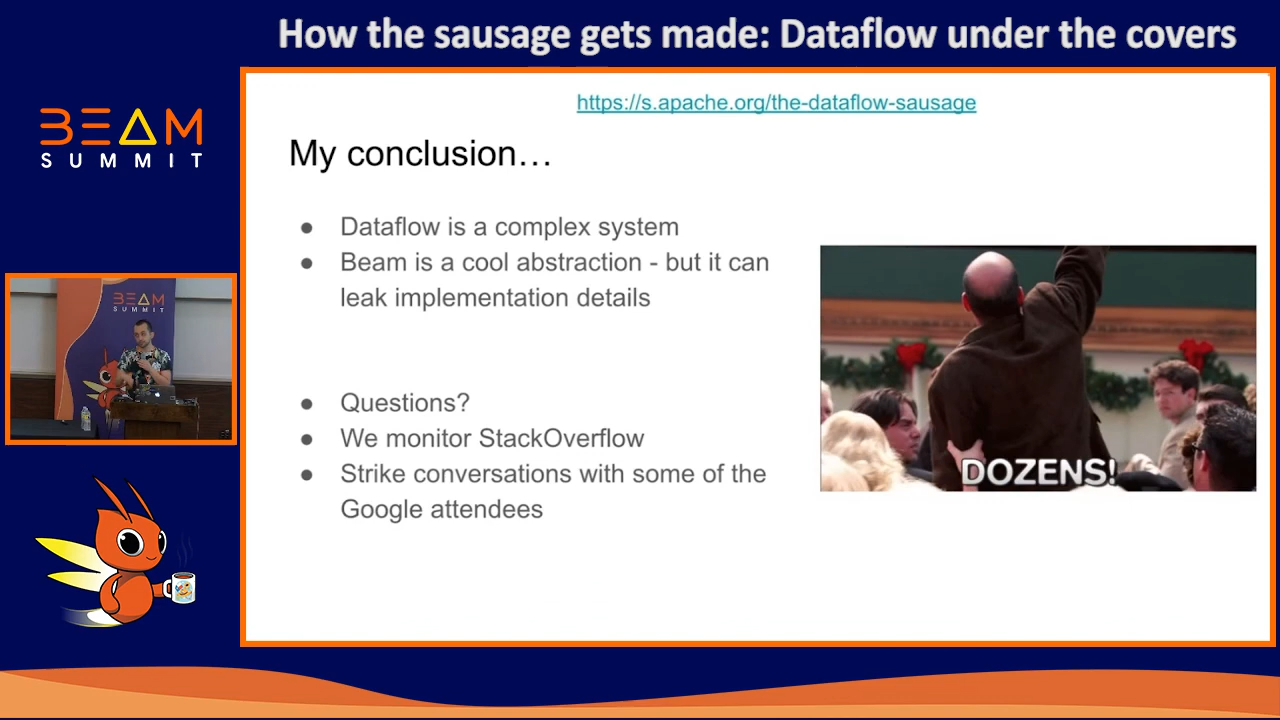 How the sausage gets made: Dataflow under the covers
https://s.apache.org/the-dataflow-sausage
BEAM
SUMMIT
My conclusion…
● Dataflow is a complex system
● Beam is a cool abstraction - but it can
leak implementation details
● Questions?
● We monitor StackOverflow
● Strike conversations with some of the
Google attendees
DOZENS!
BEAM
SUMMIT